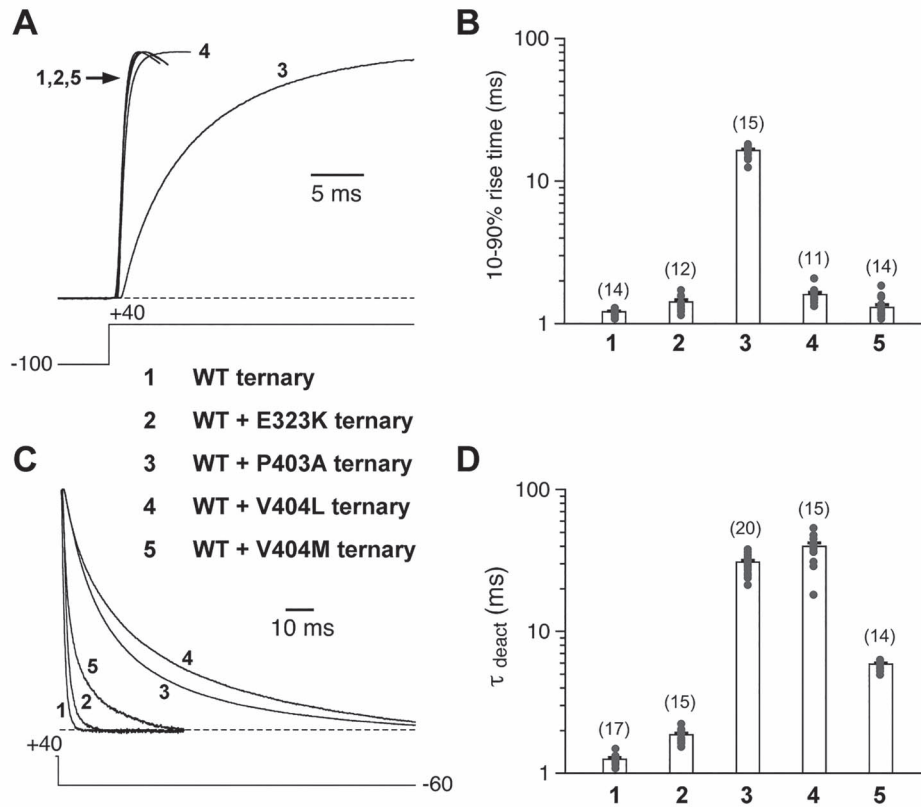 A
4
1,2,5
3
5 ms
+40
-100
B
100
10
1
10-90% rise time (ms)
(14)
(12)
(15)
(11)
(14)
1 2 3 4 5
1 WT ternary
2 WT + E323K ternary
3 WT + P403A ternary
4 WT + V404L ternary
5 WT + V404M ternary
C
10 ms
5
4
1
2
3
+40
-60
D
100
10
1
τ deact (ms)
(17)
(15)
(20)
(15)
(14)
1 2 3 4 5